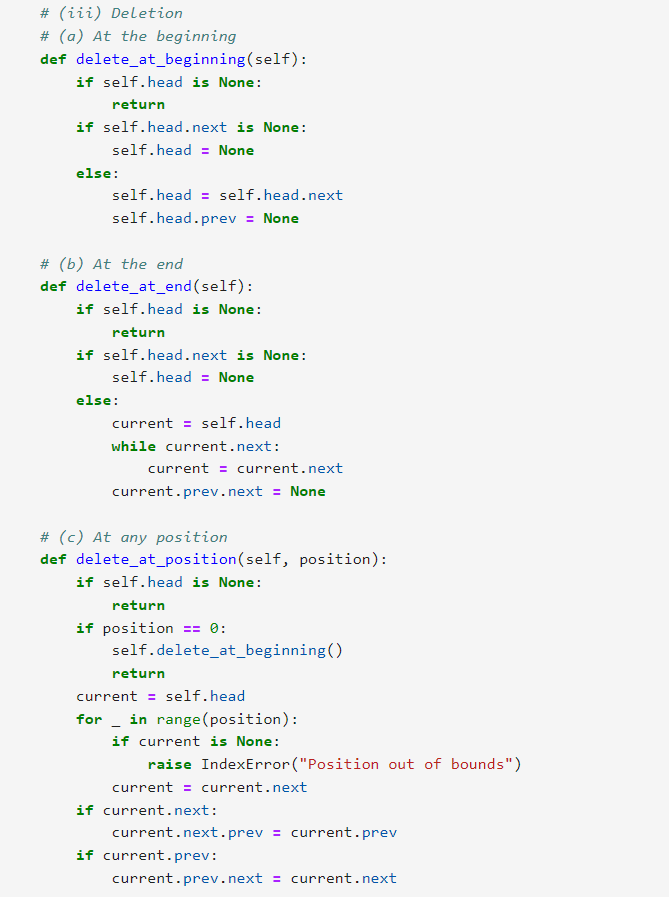 # (iii) Deletion
# (a) At the beginning
def delete_at_beginning(self):
    if self.head is None:
        return
    if self.head.next is None:
        self.head = None
    else:
        self.head = self.head.next
        self.head.prev = None

# (b) At the end
def delete_at_end(self):
    if self.head is None:
        return
    if self.head.next is None:
        self.head = None
    else:
        current = self.head
        while current.next:
            current = current.next
        current.prev.next = None

# (c) At any position
def delete_at_position(self, position):
    if self.head is None:
        return
    if position == 0:
        self.delete_at_beginning()
        return
    current = self.head
    for _ in range(position):
        if current is None:
            raise IndexError("Position out of bounds")
        current = current.next
    if current.next:
        current.next.prev = current.prev
    if current.prev:
        current.prev.next = current.next